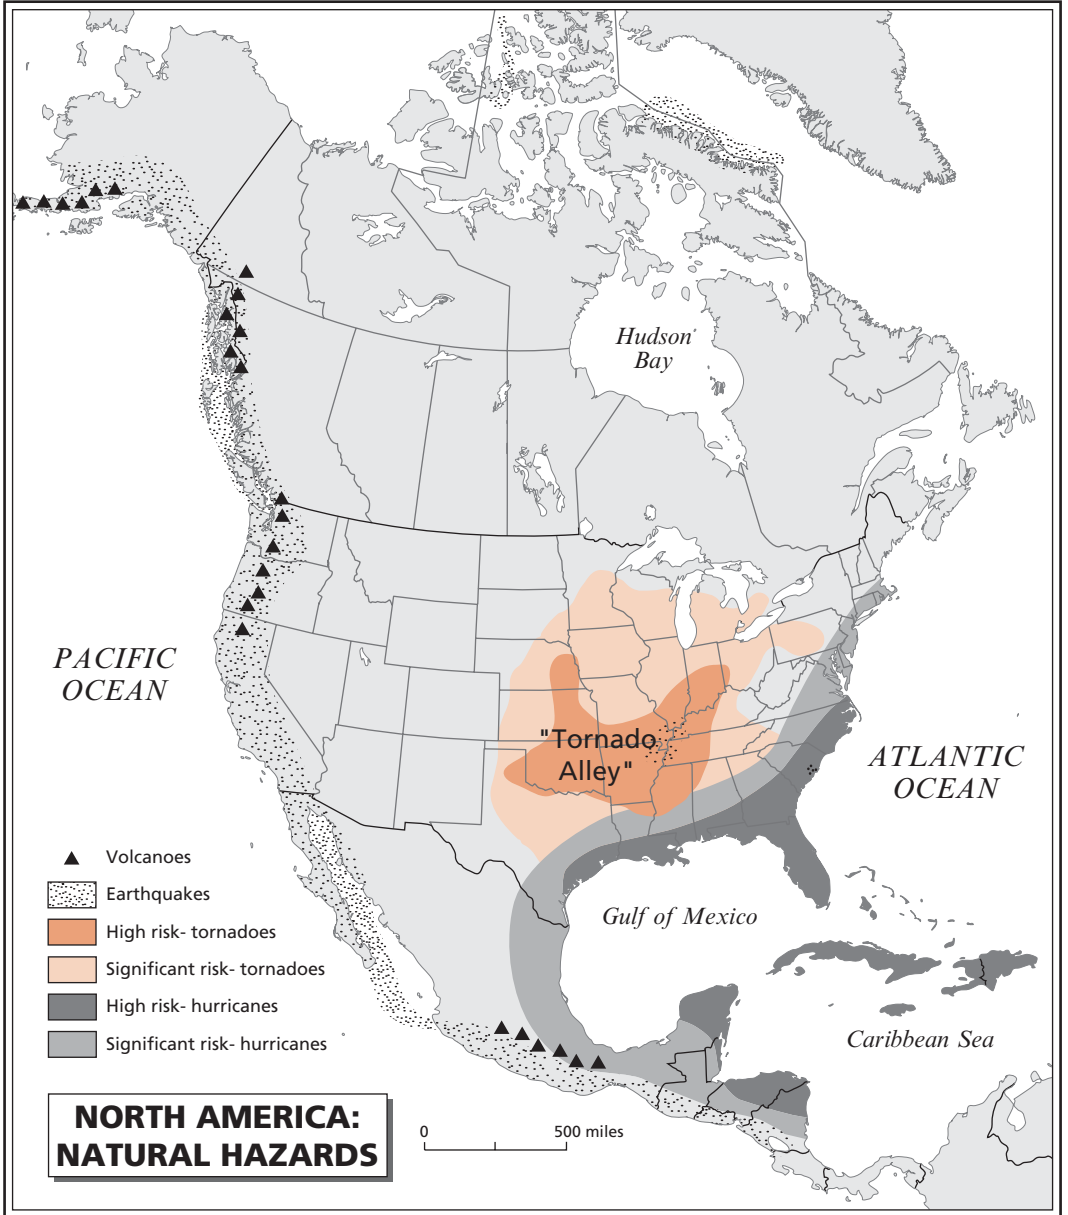 Hudson
Bay
PACIFIC
OCEAN
"Tornado
Alley"
ATLANTIC
OCEAN
Volcanoes
Earthquakes
High risk- tornadoes
Significant risk- tornadoes
High risk- hurricanes
Significant risk- hurricanes
Gulf of Mexico
Caribbean Sea
NORTH AMERICA:
NATURAL HAZARDS
0 500 miles